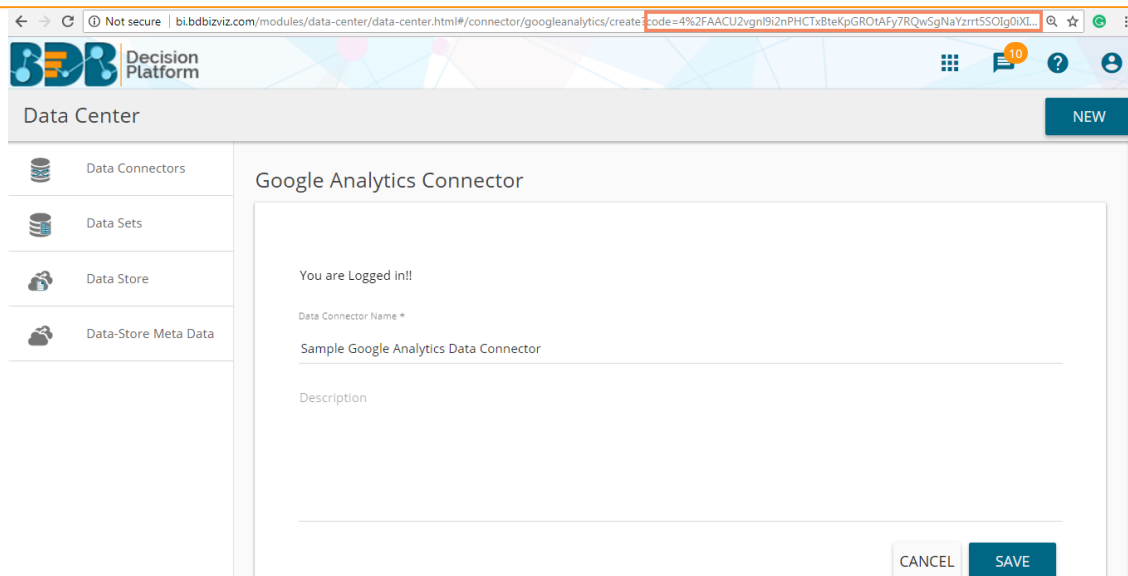 Not secure | bi.bdbizviz.com/modules/data-center/data-center.html#/connector/googleanalytics/create?code=4%2FAACU2vgnI9i2nPHCTxBteKpGROtAFy7RQwSgNaYzrrt5SOIg0iXI...
BDB Decision
Platform
10
Data Center
NEW
Data Connectors
Data Sets
Data Store
Data-Store Meta Data
Google Analytics Connector
You are Logged in!!
Data Connector Name *
Sample Google Analytics Data Connector
Description
CANCEL
SAVE